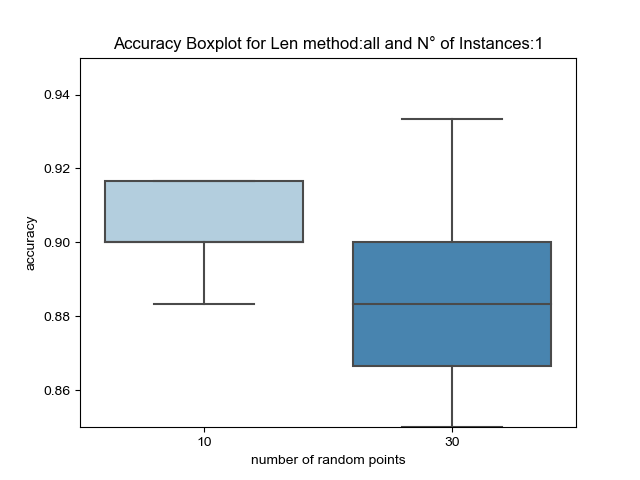 Accuracy Boxplot for Len method:all and N° of Instances:1
0.94
0.92
0.90
0.88
0.86
accuracy
10 30
number of random points